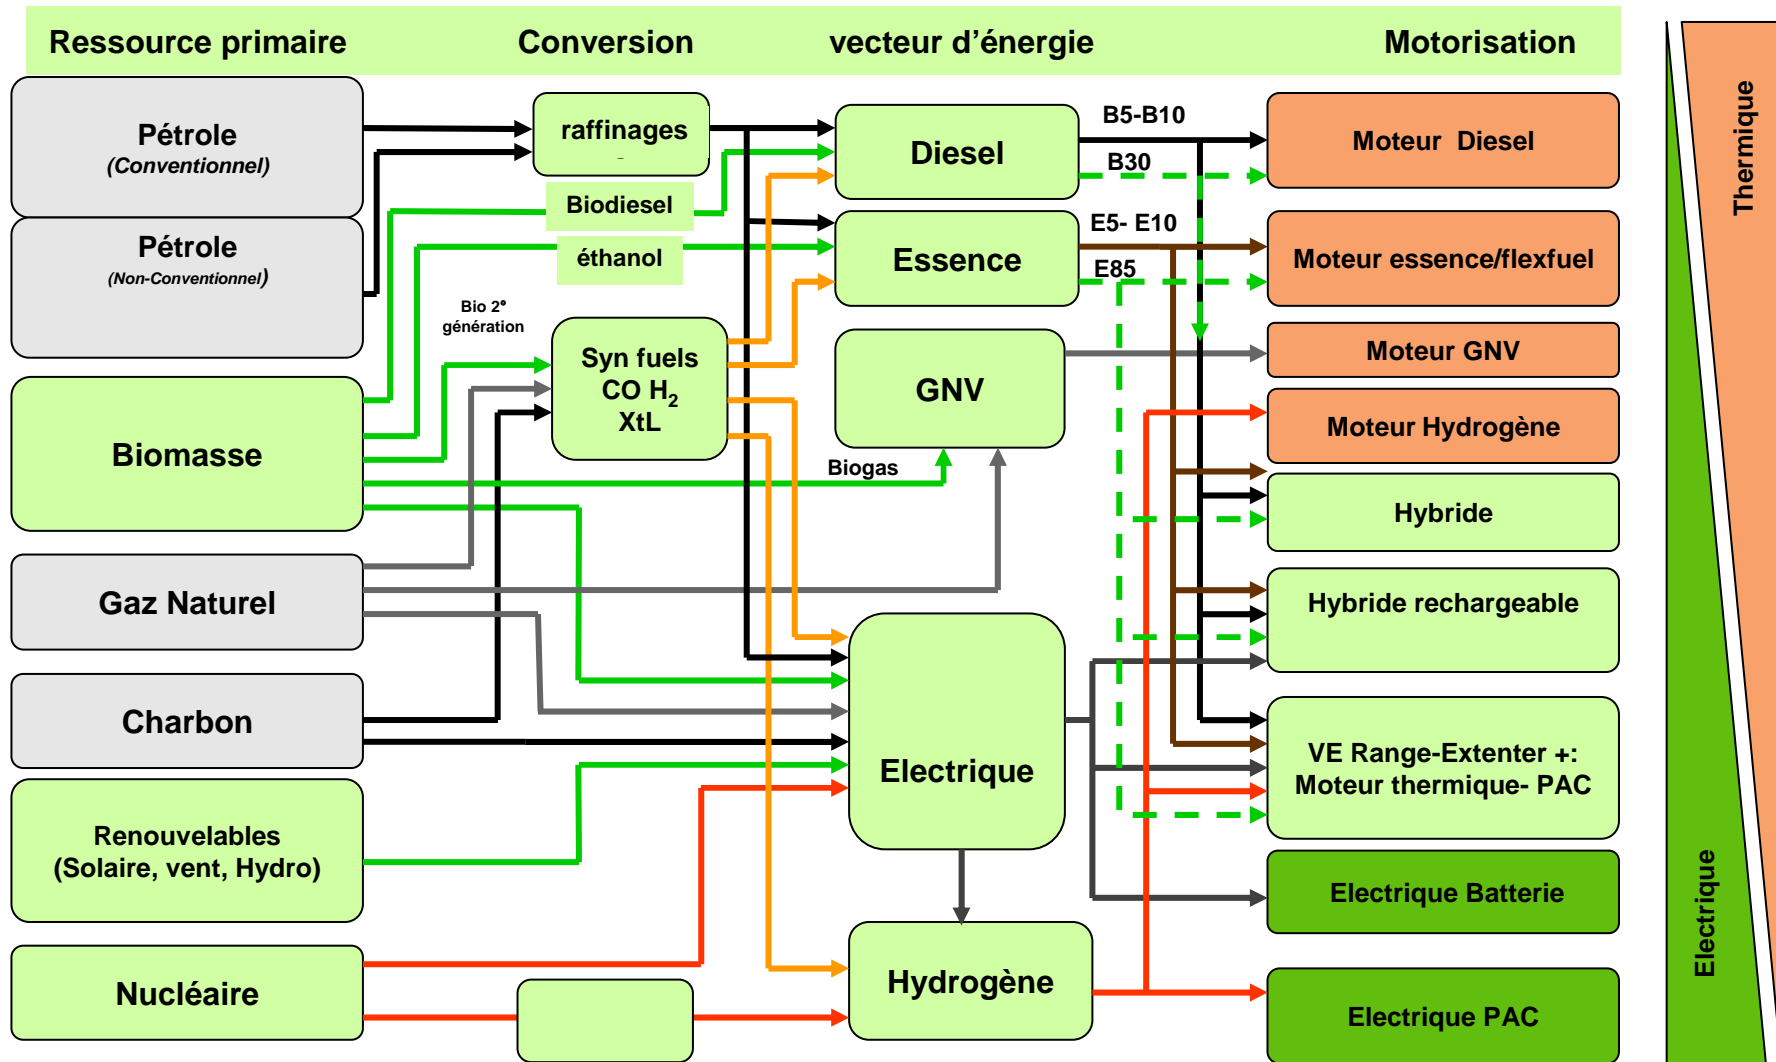 Ressource primaire
Conversion
vecteur d’énergie
Motorisation
Pétrole
(Conventionnel)
Pétrole
(Non-Conventionnel)
Biomasse
Gaz Naturel
Charbon
Renouvelables
(Solaire, vent, Hydro)
Nucléaire
raffinages
Biodiesel
éthanol
Bio 2°
génération
Syn fuels
CO H2
XtL
Biogas
Diesel
Essence
GNV
Electrique
Hydrogène
B5-B10
B30
E5- E10
E85
Moteur Diesel
Moteur essence/flexfuel
Moteur GNV
Moteur Hydrogène
Hybride
Hybride rechargeable
VE Range-Extenter +:
Moteur thermique- PAC
Electrique Batterie
Electrique PAC
Thermique
Electrique